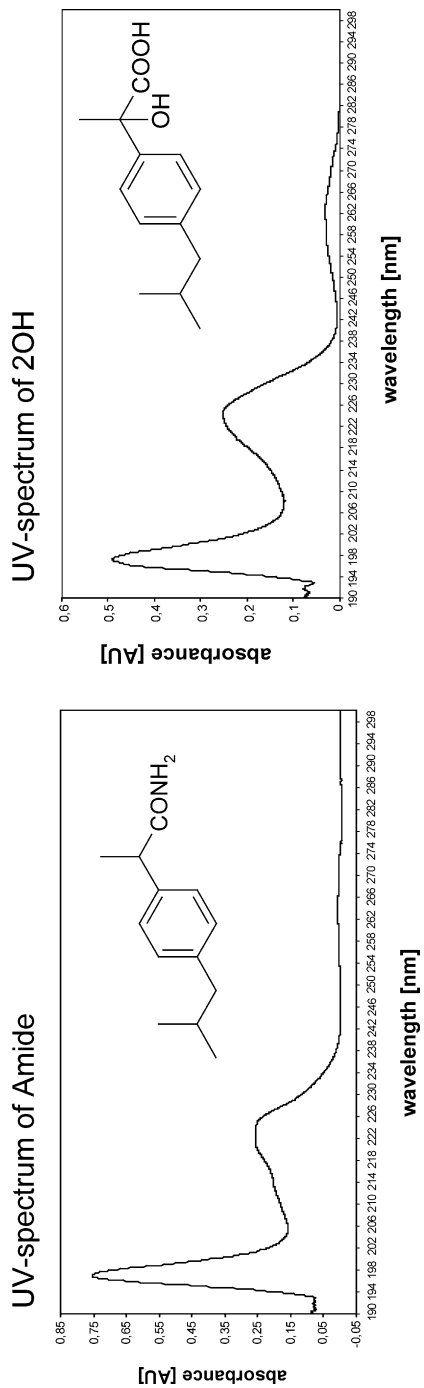 UV-spectrum of Amide
absorbance [AU]
0,85
0,75
0,65
0,55
0,45
0,35
0,25
0,15
0,05
-0,05
CONH2
190 194 198 202 206 210 214 218 222 226 230 234 238 242 246 250 254 258 262 266 270 274 278 282 286 290 294 298
wavelength [nm]
UV-spectrum of 2OH
absorbance [AU]
0,6
0,5
0,4
0,3
0,2
0,1
0
COOH
OH
190 194 198 202 206 210 214 218 222 226 230 234 238 242 246 250 254 258 262 266 270 274 278 282 286 290 294 298
wavelength [nm]